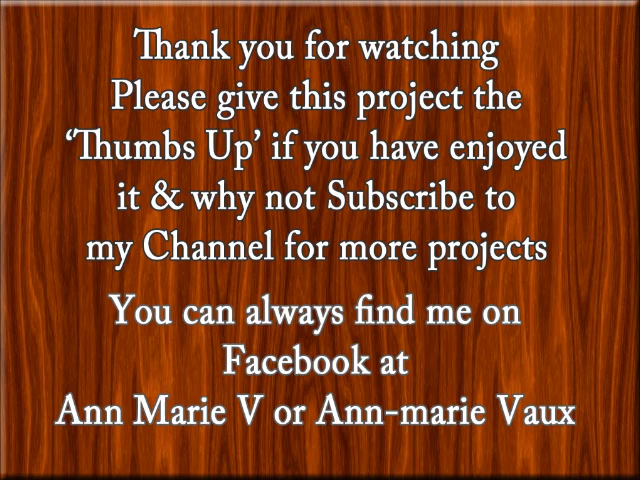 Thank you for watching
Please give this project the
‘Thumbs Up’ if you have enjoyed
it & why not Subscribe to
my Channel for more projects
You can always find me on
Facebook at
Ann Marie V or Ann-marie Vaux